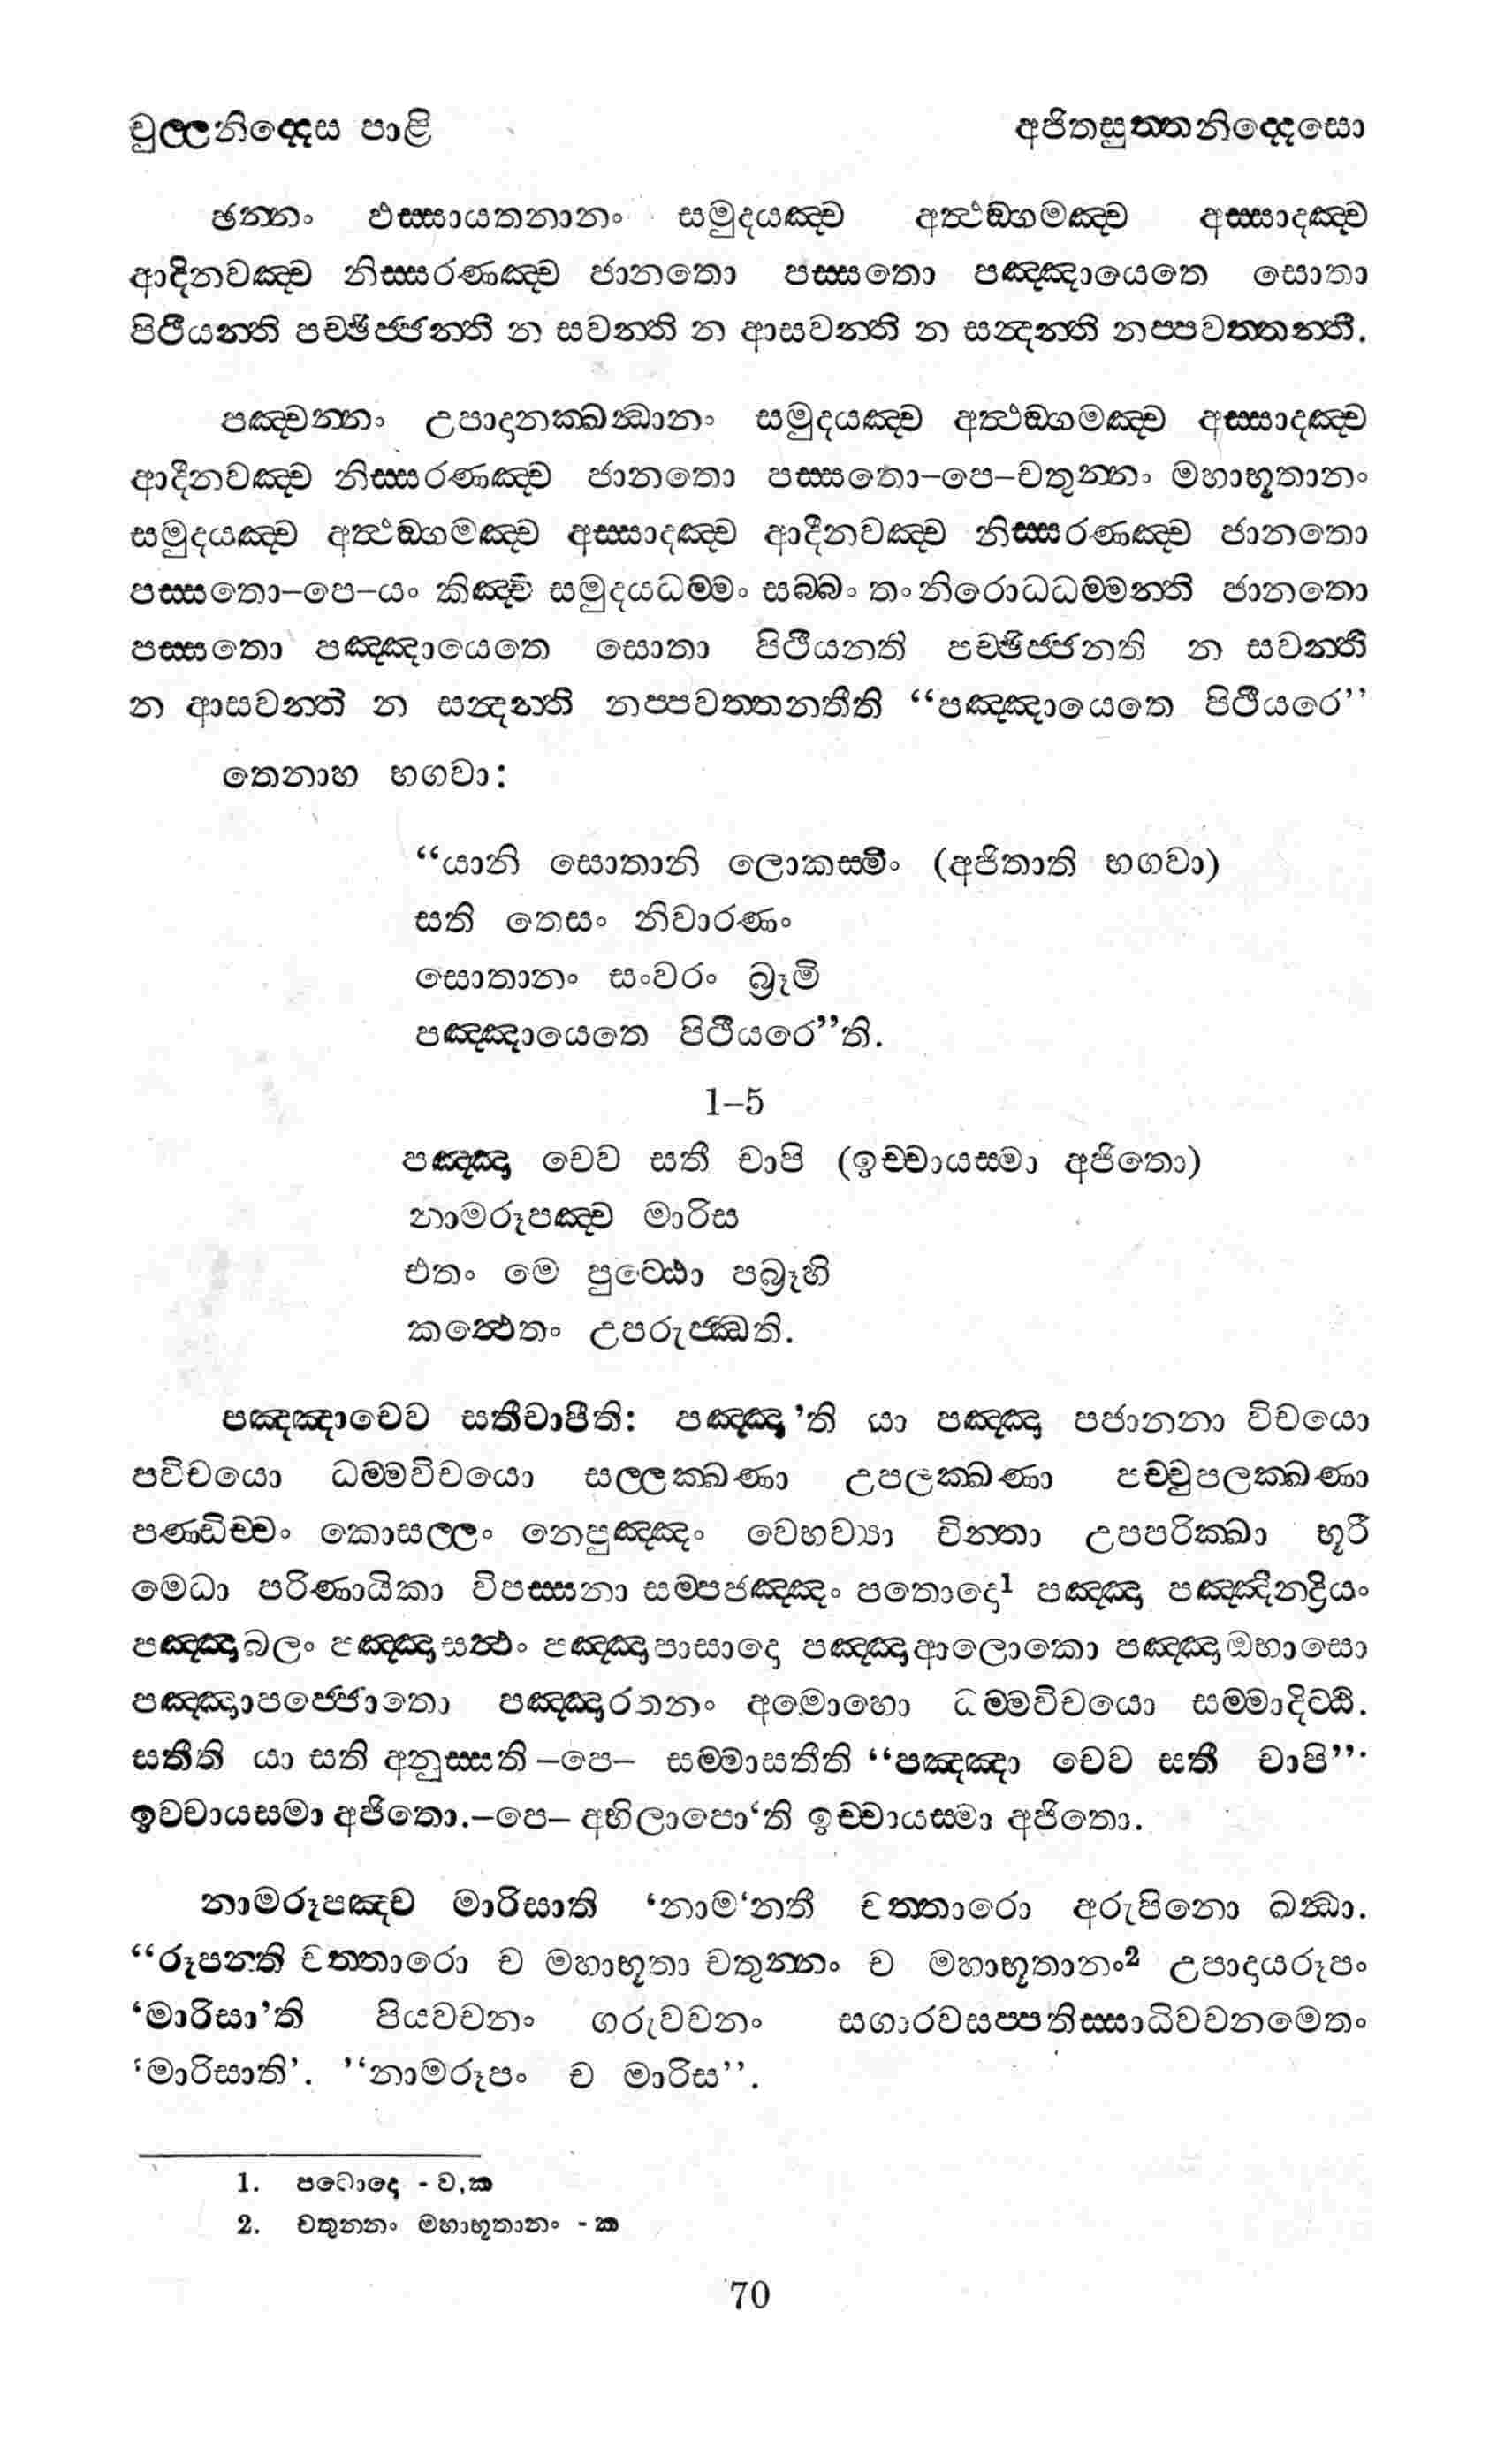 චුල්ලනිද්දෙස පාළි
අජිතසුත්තනිද්දෙසො
ඡන්නං ඵස්සායතනානං සමුදයඤ්ච අත්ථඞ්ගමඤ්ච අස්සාදඤ්ච
ආදිනවඤ්ච නිස්සරණඤ්ච ජානතො පස්සතො පඤ්ඤායෙතෙ සොතා
පිථීයන්ති පච්ඡිජ්ජන්ති න සවන්ති න ආසවන්ති න සන්දන්ති නප්පවත්තන්ති.
පඤ්චන්නං උපාදානක්ඛන්ධානං සමුදයඤ්ච අත්ථඞ්ගමඤ්ච අස්සාදඤ්ච
ආදීනවඤ්ච නිස්සරණඤ්ච ජානතො පස්සතො–පෙ–චතුන්නං මහාභූතානං
සමුදයඤ්ච අත්ථඞ්ගමඤ්ච අස්සාදඤ්ච ආදීනවඤ්ච නිස්සරණඤ්ච ජානතො
පස්සතො–පෙ–යං කිඤ්චි සමුදයධම්මං සබ්බං තං නිරොධධම්මන්ති ජානතො
පස්සතො පඤ්ඤායෙතෙ සොතා පිථීයනති පච්ඡිජ්ජනති න සවන්ති
න ආසවන්ති න සන්දන්ති නප්පවත්තනතීති “පඤ්ඤායෙතෙ පිථීයරෙ”
තෙනාහ භගවා:
“යානි සොතානි ලොකස්මිං (අජිතාති භගවා)
සති තෙසං නිවාරණං
සොතානං සංවරං බ්‍රූමි
පඤ්ඤායෙතෙ පිථීයරෙ”ති.
1–5
පඤ්ඤා චෙව සතී චාපි (ඉච්චායස්මා අජිතො)
නාමරූපඤ්ච මාරිස
එතං මෙ පුට්ඨො පබ්‍රූහි
කත්ථෙතං උපරුජ්ඣති.
පඤ්ඤාචෙව සතීචාපීති: පඤ්ඤා’ති යා පඤ්ඤා පජානනා විචයො
පවිචයො ධම්මවිචයො සල්ලක්ඛණා උපලක්ඛණා පච්චුපලක්ඛණා
පණ්ඩිච්චං කොසල්ලං නෙපුඤ්ඤං වෙභව්‍යා චින්තා උපපරික්ඛා භූරී
මෙධා පරිණායිකා විපස්සනා සම්පජඤ්ඤං පතොදො1 පඤ්ඤා පඤ්ඤිනද්‍රියං
පඤ්ඤාබලං පඤ්ඤාසත්ථං පඤ්ඤාපාසාදො පඤ්ඤාආලොකො පඤ්ඤාඔභාසො
පඤ්ඤාපජ්ජොතො පඤ්ඤාරතනං අමොහො ධම්මවිචයො සම්මාදිට්ඨි.
සතීති යා සති අනුස්සති –පෙ– සම්මාසතීති “පඤ්ඤා චෙව සතී චාපි”.
ඉවචායසමා අජිතො.–පෙ– අභිලාපො‘ති ඉච්චායස්මා අජිතො.
නාමරූපඤ්ච මාරිසාති ‘නාම‘නතී චත්තාරො අරූපිනො ඛන්ධා.
“රූපනති චත්තාරො ච මහාභූතා චතුන්නං ච මහාභූතානං2 උපාදායරූපං
‘මාරිසා’ති පියවචනං ගරුවචනං සගාරවසප්පතිස්සාධිවචනමෙතං
‘මාරිසාති’. ”නාමරූපං ච මාරිස”.
1. පටොදො - ව,ක
2. චතුනනං මහාභූතානං - ක
70